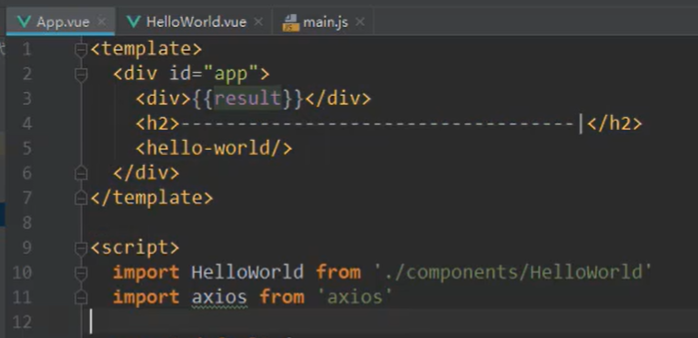 App.vue HelloWorld.vue main.js
1 <template>
2 <div id="app">
3 <div>{{result}}</div>
4 <h2>-----------------------------------|</h2>
5 <hello-world/>
6 </div>
7 </template>
8
9 <script>
10 import HelloWorld from './components/HelloWorld'
11 import axios from 'axios'
12